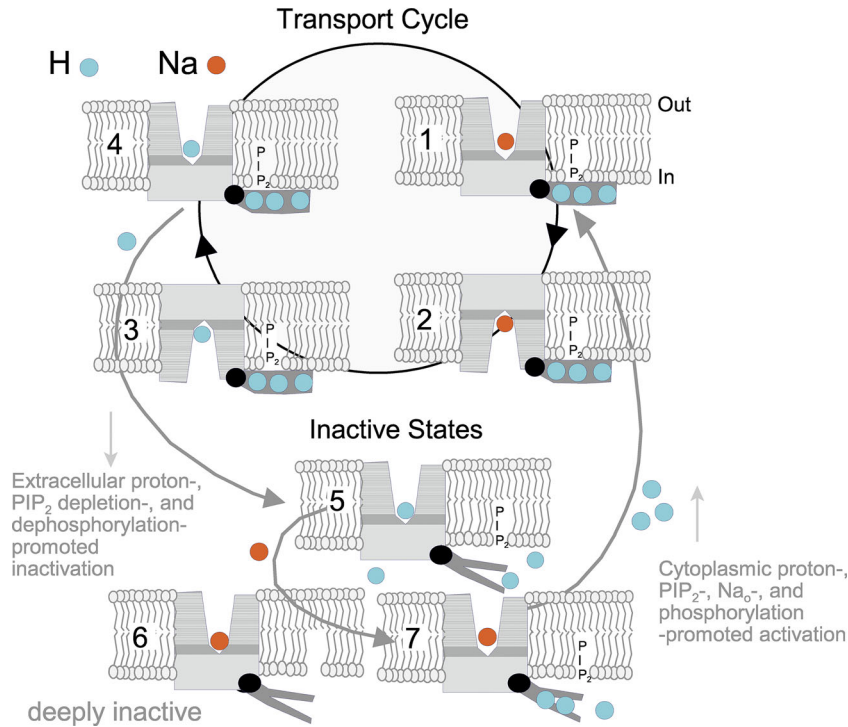 Transport Cycle
H
Na
4
P
I
P2
1
P
I
P2
Out
In
3
P
I
P2
2
P
I
P2
Inactive States
Extracellular proton-,
PIP2 depletion-, and
dephosphorylation-
promoted
inactivation
5
P
I
P2
Cytoplasmic proton-,
PIP2-, Nao-, and
phosphorylation
-promoted activation
6
7
P
I
P2
deeply inactive